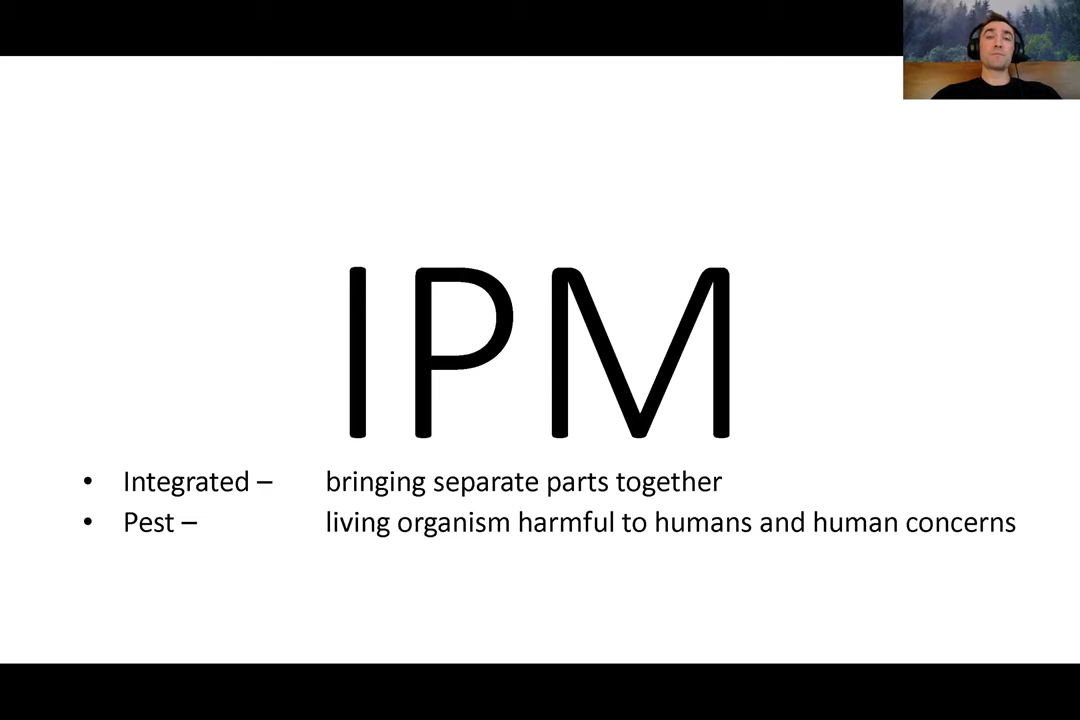 IPM
• Integrated – bringing separate parts together
• Pest – living organism harmful to humans and human concerns